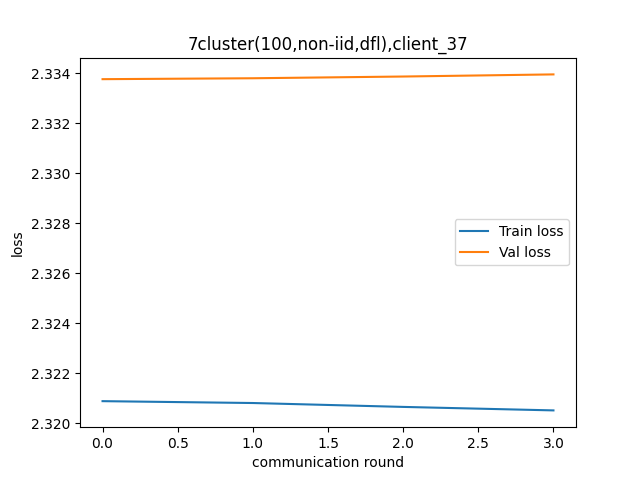 7cluster(100,non-iid,dfl),client_37
2.334
2.332
2.330
2.328
2.326
2.324
2.322
2.320
loss
Train loss
Val loss
0.0 0.5 1.0 1.5 2.0 2.5 3.0
communication round